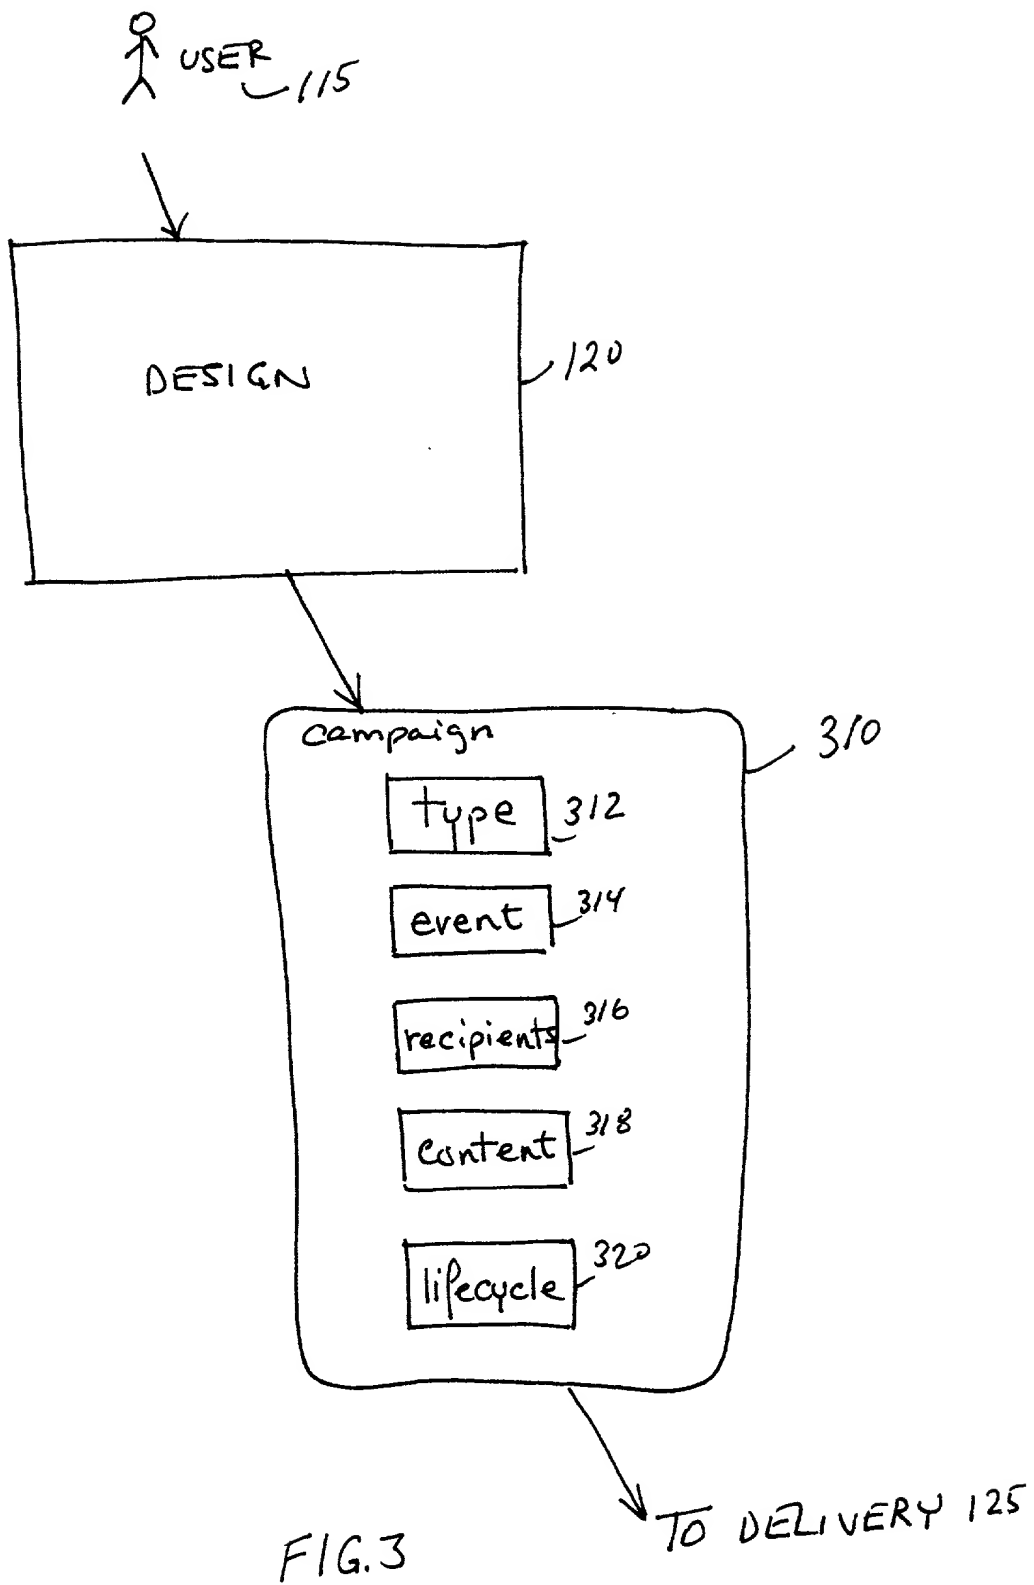 USER
115
DESIGN
120
campaign
310
type
312
event
314
recipients
316
content
318
lifecycle
320
TO DELIVERY 125
FIG.3